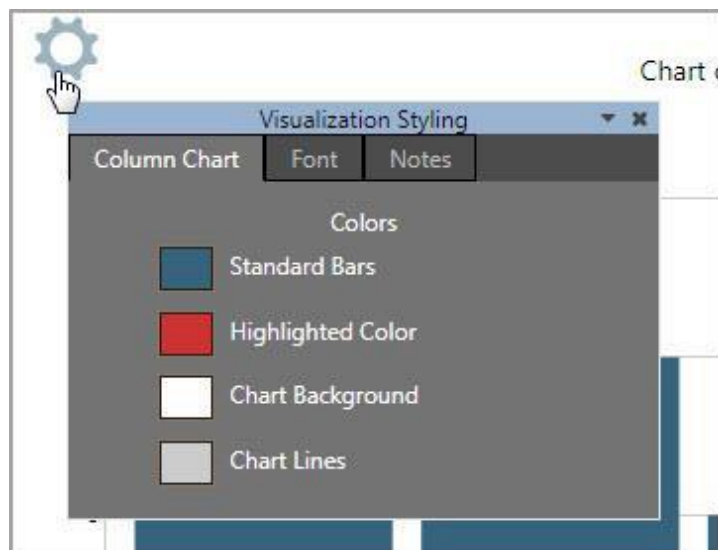 Chart
Visualization Styling
Column Chart Font Notes
Colors
Standard Bars
Highlighted Color
Chart Background
Chart Lines